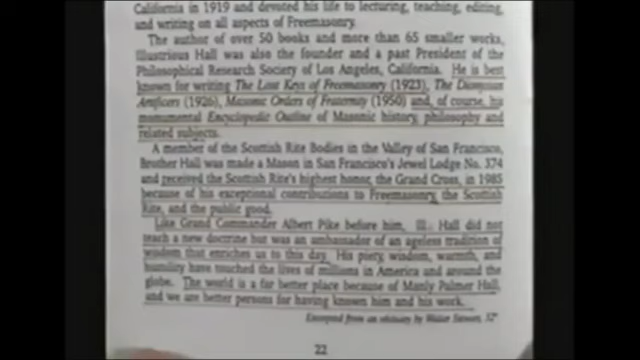 California in 1919 and devoted his life to lecturing, teaching, editing,
and writing on all aspects of Freemasonry.
The author of over 50 books and more than 65 smaller works,
Illustrious Hall was also the founder and a past President of the
Philosophical Research Society of Los Angeles, California. He is best
known for writing The Lost Keys of Freemasonry (1923), The Dionysian
Artificers (1926), Masonic Orders of Fraternity (1950) and, of course, his
monumental Encyclopedic Outline of Masonic history, philosophy and
related subjects.
A member of the Scottish Rite Bodies in the Valley of San Francisco,
Brother Hall was made a Mason in San Francisco's Jewel Lodge No. 374
and received the Scottish Rite's highest honor, the Grand Cross, in 1985
because of his exceptional contributions to Freemasonry, the Scottish
Rite, and the public good.
Like Grand Commander Albert Pike before him, Ill. Hall did not
teach a new doctrine but was an ambassador of an ageless tradition of
wisdom that enriches us to this day. His piety, wisdom, warmth, and
humility have touched the lives of millions in America and around the
globe. The world is a far better place because of Manly Palmer Hall,
and we are better persons for having known him and his work.
Excerpted from an obituary by 32°
22